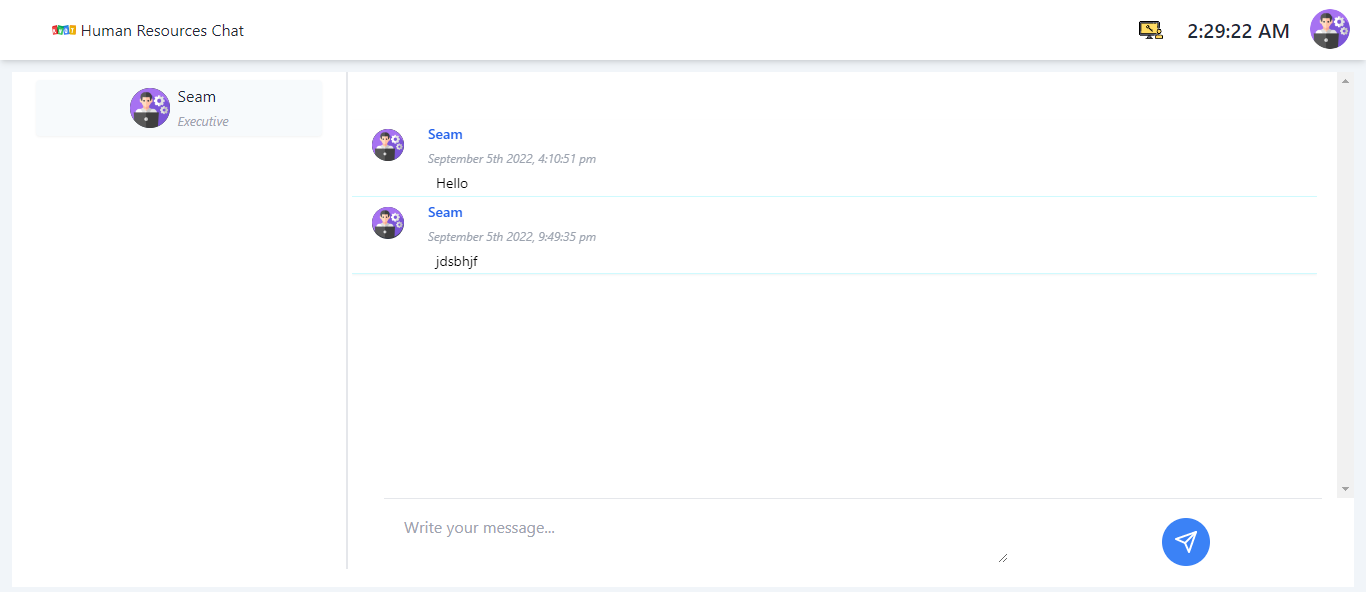 Human Resources Chat
2:29:22 AM
Seam
Executive
Seam
September 5th 2022, 4:10:51 pm
Hello
Seam
September 5th 2022, 9:49:35 pm
jdsbhjf
Write your message...